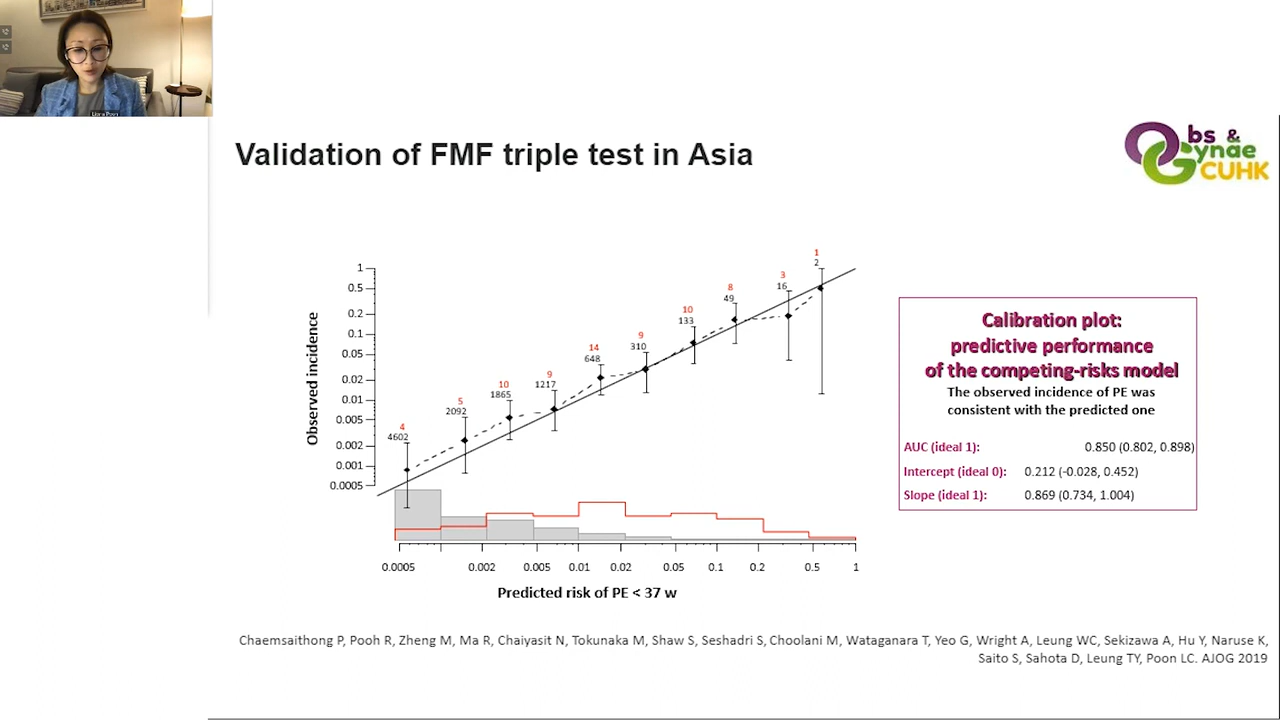 Validation of FMF triple test in Asia
bs &
ynae
CUHK
Observed incidence
1
0.5
0.2
0.1
0.05
0.02
0.01
0.005
0.002
0.001
0.0005
4
4602
5
2092
10
1865
9
1217
14
648
9
310
10
133
8
49
3
16
1
2
0.0005
0.002
0.005
0.01
0.02
0.05
0.1
0.2
0.5
1
Predicted risk of PE < 37 w
Calibration plot:
predictive performance
of the competing-risks model
The observed incidence of PE was
consistent with the predicted one
AUC (ideal 1): 0.850 (0.802, 0.898)
Intercept (ideal 0): 0.212 (-0.028, 0.452)
Slope (ideal 1): 0.869 (0.734, 1.004)
Chaemsaithong P, Pooh R, Zheng M, Ma R, Chaiyasit N, Tokunaka M, Shaw S, Seshadri S, Choolani M, Wataganara T, Yeo G, Wright A, Leung WC, Sekizawa A, Hu Y, Naruse K,
Saito S, Sahota D, Leung TY, Poon LC. AJOG 2019